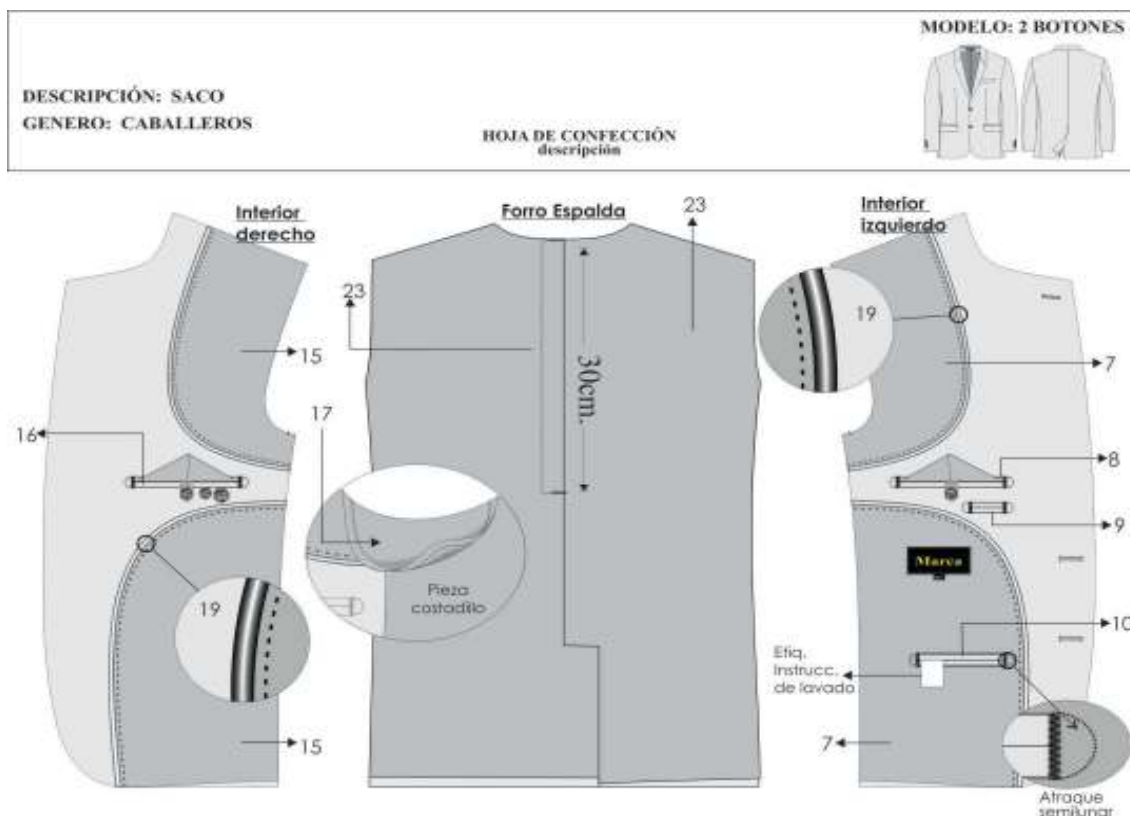 MODELO: 2 BOTONES
DESCRIPCIÓN: SACO
GENERO: CABALLEROS
HOJA DE CONFECCIÓN
descripción
Interior
derecho
Forro Espalda
23
Interior
izquierdo
23
30cm.
19
15
7
16
17
8
9
Marca
Pieza
costadillo
19
10
Etiq.
Instrucc.
de lavado
15
7
Atraque
semilunar